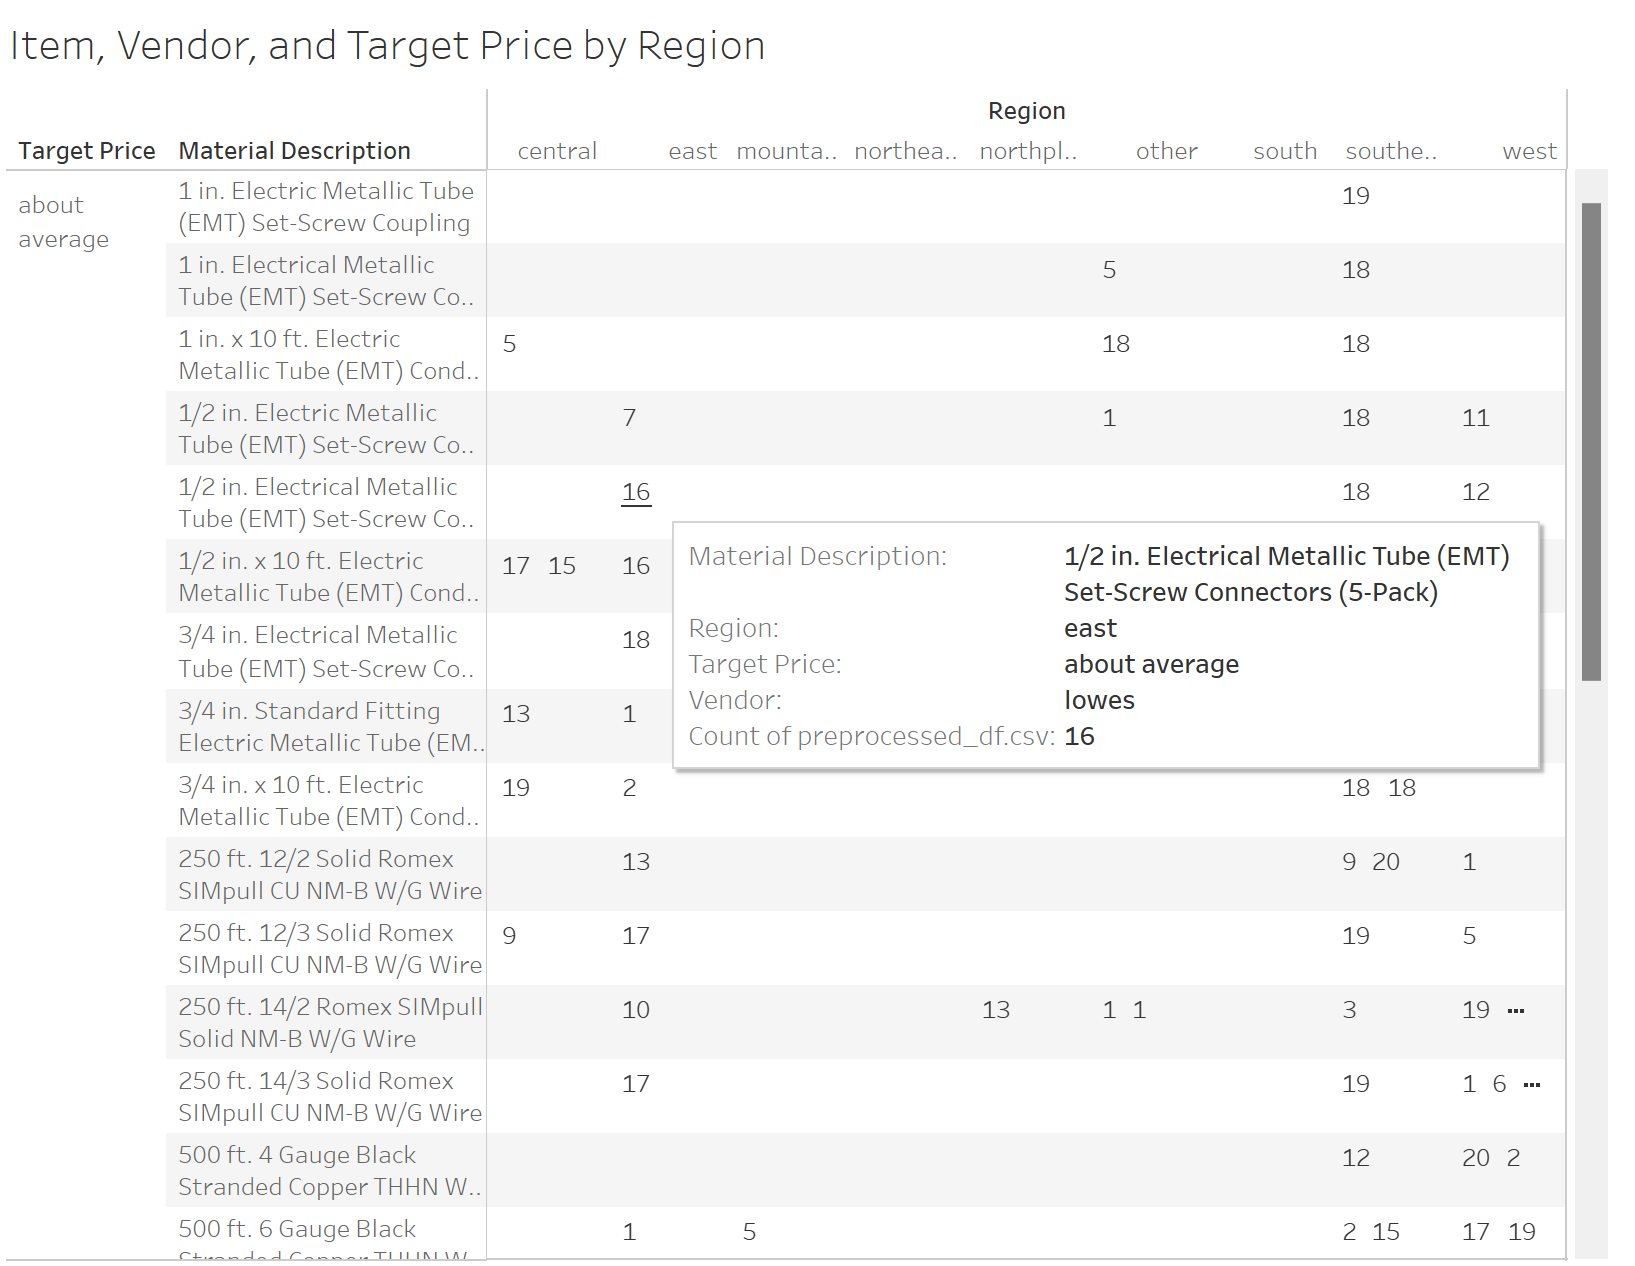 Item, Vendor, and Target Price by Region
Region
Target Price Material Description central east mounta.. northea.. northpl.. other south southe.. west
about average
1 in. Electric Metallic Tube
(EMT) Set-Screw Coupling
19
1 in. Electrical Metallic
Tube (EMT) Set-Screw Co..
5 18
1 in. x 10 ft. Electric
Metallic Tube (EMT) Cond..
5 18 18
1/2 in. Electric Metallic
Tube (EMT) Set-Screw Co..
7 1 18 11
1/2 in. Electrical Metallic
Tube (EMT) Set-Screw Co..
16 18 12
1/2 in. x 10 ft. Electric
Metallic Tube (EMT) Cond..
17 15 16
3/4 in. Electrical Metallic
Tube (EMT) Set-Screw Co..
18
3/4 in. Standard Fitting
Electric Metallic Tube (EM..
13 1
Material Description: 1/2 in. Electrical Metallic Tube (EMT)
Set-Screw Connectors (5-Pack)
Region: east
Target Price: about average
Vendor: lowes
Count of preprocessed_df.csv: 16
3/4 in. x 10 ft. Electric
Metallic Tube (EMT) Cond..
19 2 18 18
250 ft. 12/2 Solid Romex
SIMpull CU NM-B W/G Wire
13 9 20 1
250 ft. 12/3 Solid Romex
SIMpull CU NM-B W/G Wire
9 17 19 5
250 ft. 14/2 Romex SIMpull
Solid NM-B W/G Wire
10 13 1 1 3 19 ...
250 ft. 14/3 Solid Romex
SIMpull CU NM-B W/G Wire
17 19 1 6 ...
500 ft. 4 Gauge Black
Stranded Copper THHN W..
12 20 2
500 ft. 6 Gauge Black
Stranded Copper THHN W..
1 5 2 15 17 19